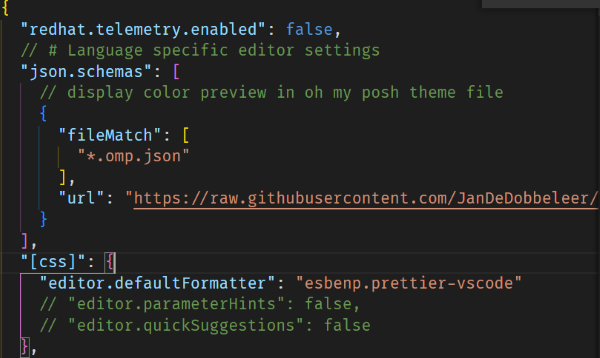 {
"redhat.telemetry.enabled": false,
// # Language specific editor settings
"json.schemas": [
// display color preview in oh my posh theme file
{
"fileMatch": [
"*.omp.json"
],
"url": "https://raw.githubusercontent.com/JanDeDobbeleer/
}
],
"[css]": {
"editor.defaultFormatter": "esbenp.prettier-vscode"
// "editor.parameterHints": false,
// "editor.quickSuggestions": false
},